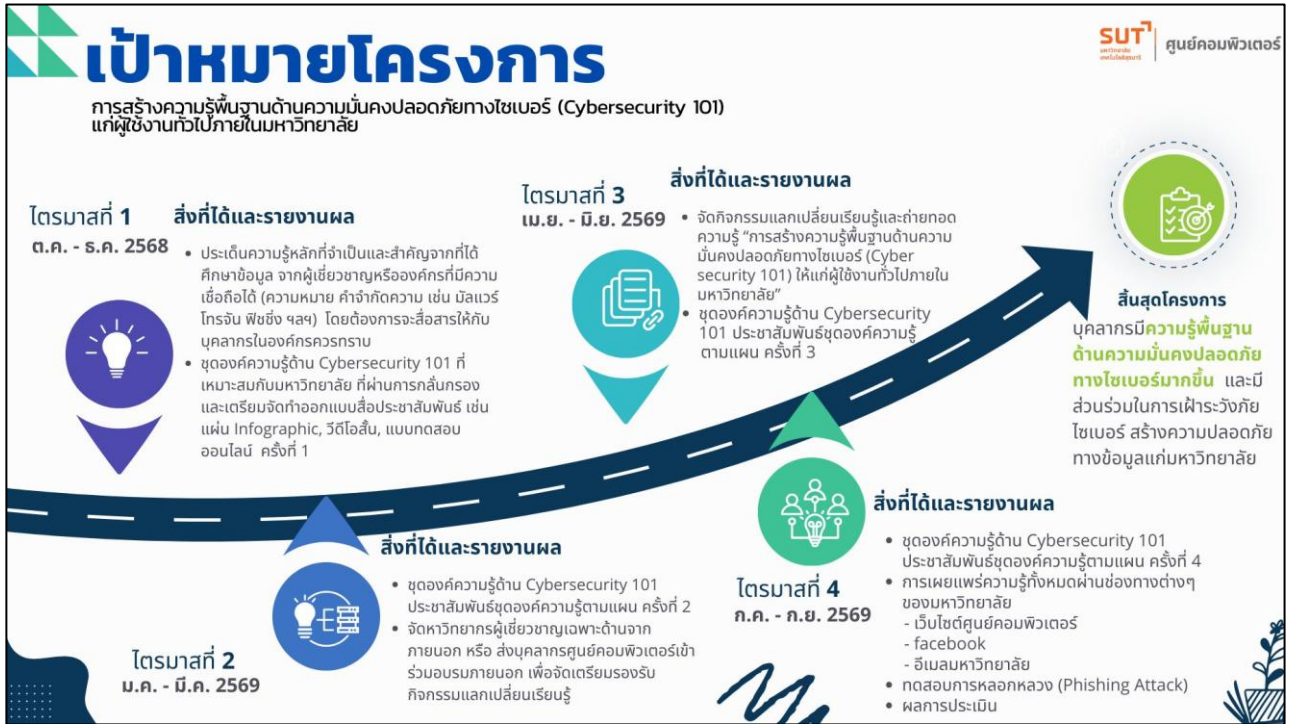 เป้าหมายโครงการ
การสร้างความรู้พื้นฐานด้านความมั่นคงปลอดภัยทางไซเบอร์ (Cybersecurity 101)
แก่ผู้ใช้งานทั่วไปภายในมหาวิทยาลัย
SUT
มหาวิทยาลัย
เทคโนโลยีสุรนารี
ศูนย์คอมพิวเตอร์
ไตรมาสที่ 1
ต.ค. - ธ.ค. 2568
สิ่งที่ได้และรายงานผล
• ประเด็นความรู้หลักที่จำเป็นและสำคัญจากที่ได้
ศึกษาข้อมูล จากผู้เชี่ยวชาญหรือองค์กรที่มีความ
เชื่อถือได้ (ความหมาย คำจำกัดความ เช่น มัลแวร์
โทรจัน ฟิชชิ่ง ฯลฯ) โดยต้องการจะสื่อสารให้กับ
บุคลากรในองค์กรควรทราบ
• ชุดองค์ความรู้ด้าน Cybersecurity 101 ที่
เหมาะสมกับมหาวิทยาลัย ที่ผ่านการกลั่นกรอง
และเตรียมจัดทำออกแบบสื่อประชาสัมพันธ์ เช่น
แผ่น Infographic, วีดีโอสั้น, แบบทดสอบ
ออนไลน์ ครั้งที่ 1
ไตรมาสที่ 2
ม.ค. - มี.ค. 2569
สิ่งที่ได้และรายงานผล
• ชุดองค์ความรู้ด้าน Cybersecurity 101
ประชาสัมพันธ์ชุดองค์ความรู้ตามแผน ครั้งที่ 2
• จัดหาวิทยากรผู้เชี่ยวชาญเฉพาะด้านจาก
ภายนอก หรือ ส่งบุคลากรศูนย์คอมพิวเตอร์เข้า
ร่วมอบรมภายนอก เพื่อจัดเตรียมรองรับ
กิจกรรมแลกเปลี่ยนเรียนรู้
ไตรมาสที่ 3
เม.ย. - มิ.ย. 2569
สิ่งที่ได้และรายงานผล
• จัดกิจกรรมแลกเปลี่ยนเรียนรู้และถ่ายทอด
ความรู้ “การสร้างความรู้พื้นฐานด้านความ
มั่นคงปลอดภัยทางไซเบอร์ (Cyber
security 101) ให้แก่ผู้ใช้งานทั่วไปภายใน
มหาวิทยาลัย”
• ชุดองค์ความรู้ด้าน Cybersecurity
101 ประชาสัมพันธ์ชุดองค์ความรู้
ตามแผน ครั้งที่ 3
ไตรมาสที่ 4
ก.ค. - ก.ย. 2569
สิ่งที่ได้และรายงานผล
• ชุดองค์ความรู้ด้าน Cybersecurity 101
ประชาสัมพันธ์ชุดองค์ความรู้ตามแผน ครั้งที่ 4
• การเผยแพร่ความรู้ทั้งหมดผ่านช่องทางต่างๆ
ของมหาวิทยาลัย
- เว็บไซต์ศูนย์คอมพิวเตอร์
- facebook
- อีเมลมหาวิทยาลัย
• ทดสอบการหลอกหลวง (Phishing Attack)
• ผลการประเมิน
สิ้นสุดโครงการ
บุคลากรมีความรู้พื้นฐาน
ด้านความมั่นคงปลอดภัย
ทางไซเบอร์มากขึ้น และมี
ส่วนร่วมในการเฝ้าระวังภัย
ไซเบอร์ สร้างความปลอดภัย
ทางข้อมูลแก่มหาวิทยาลัย